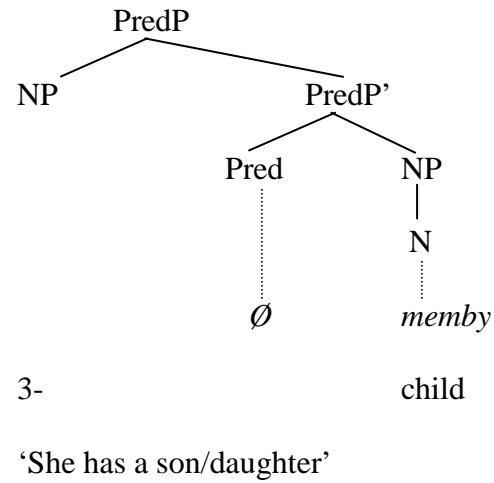 PredP
NP PredP’
Pred NP
N
Ø memby
3- child
‘She has a son/daughter’